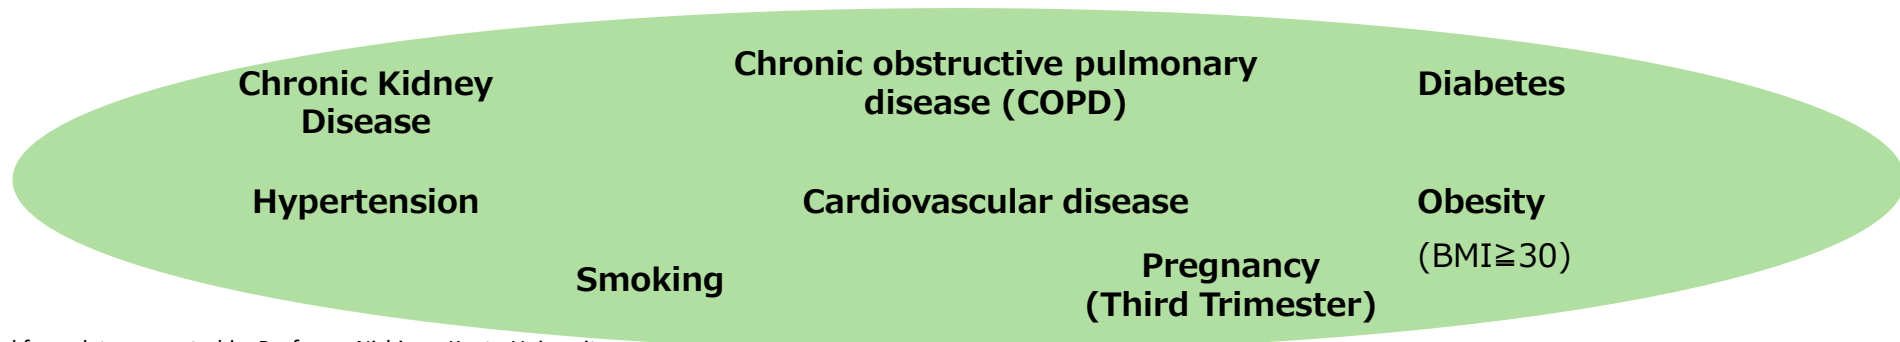 Chronic Kidney
Disease
Chronic obstructive pulmonary
disease (COPD)
Diabetes
Hypertension
Cardiovascular disease
Obesity
(BMI≧30)
Smoking
Pregnancy
(Third Trimester)